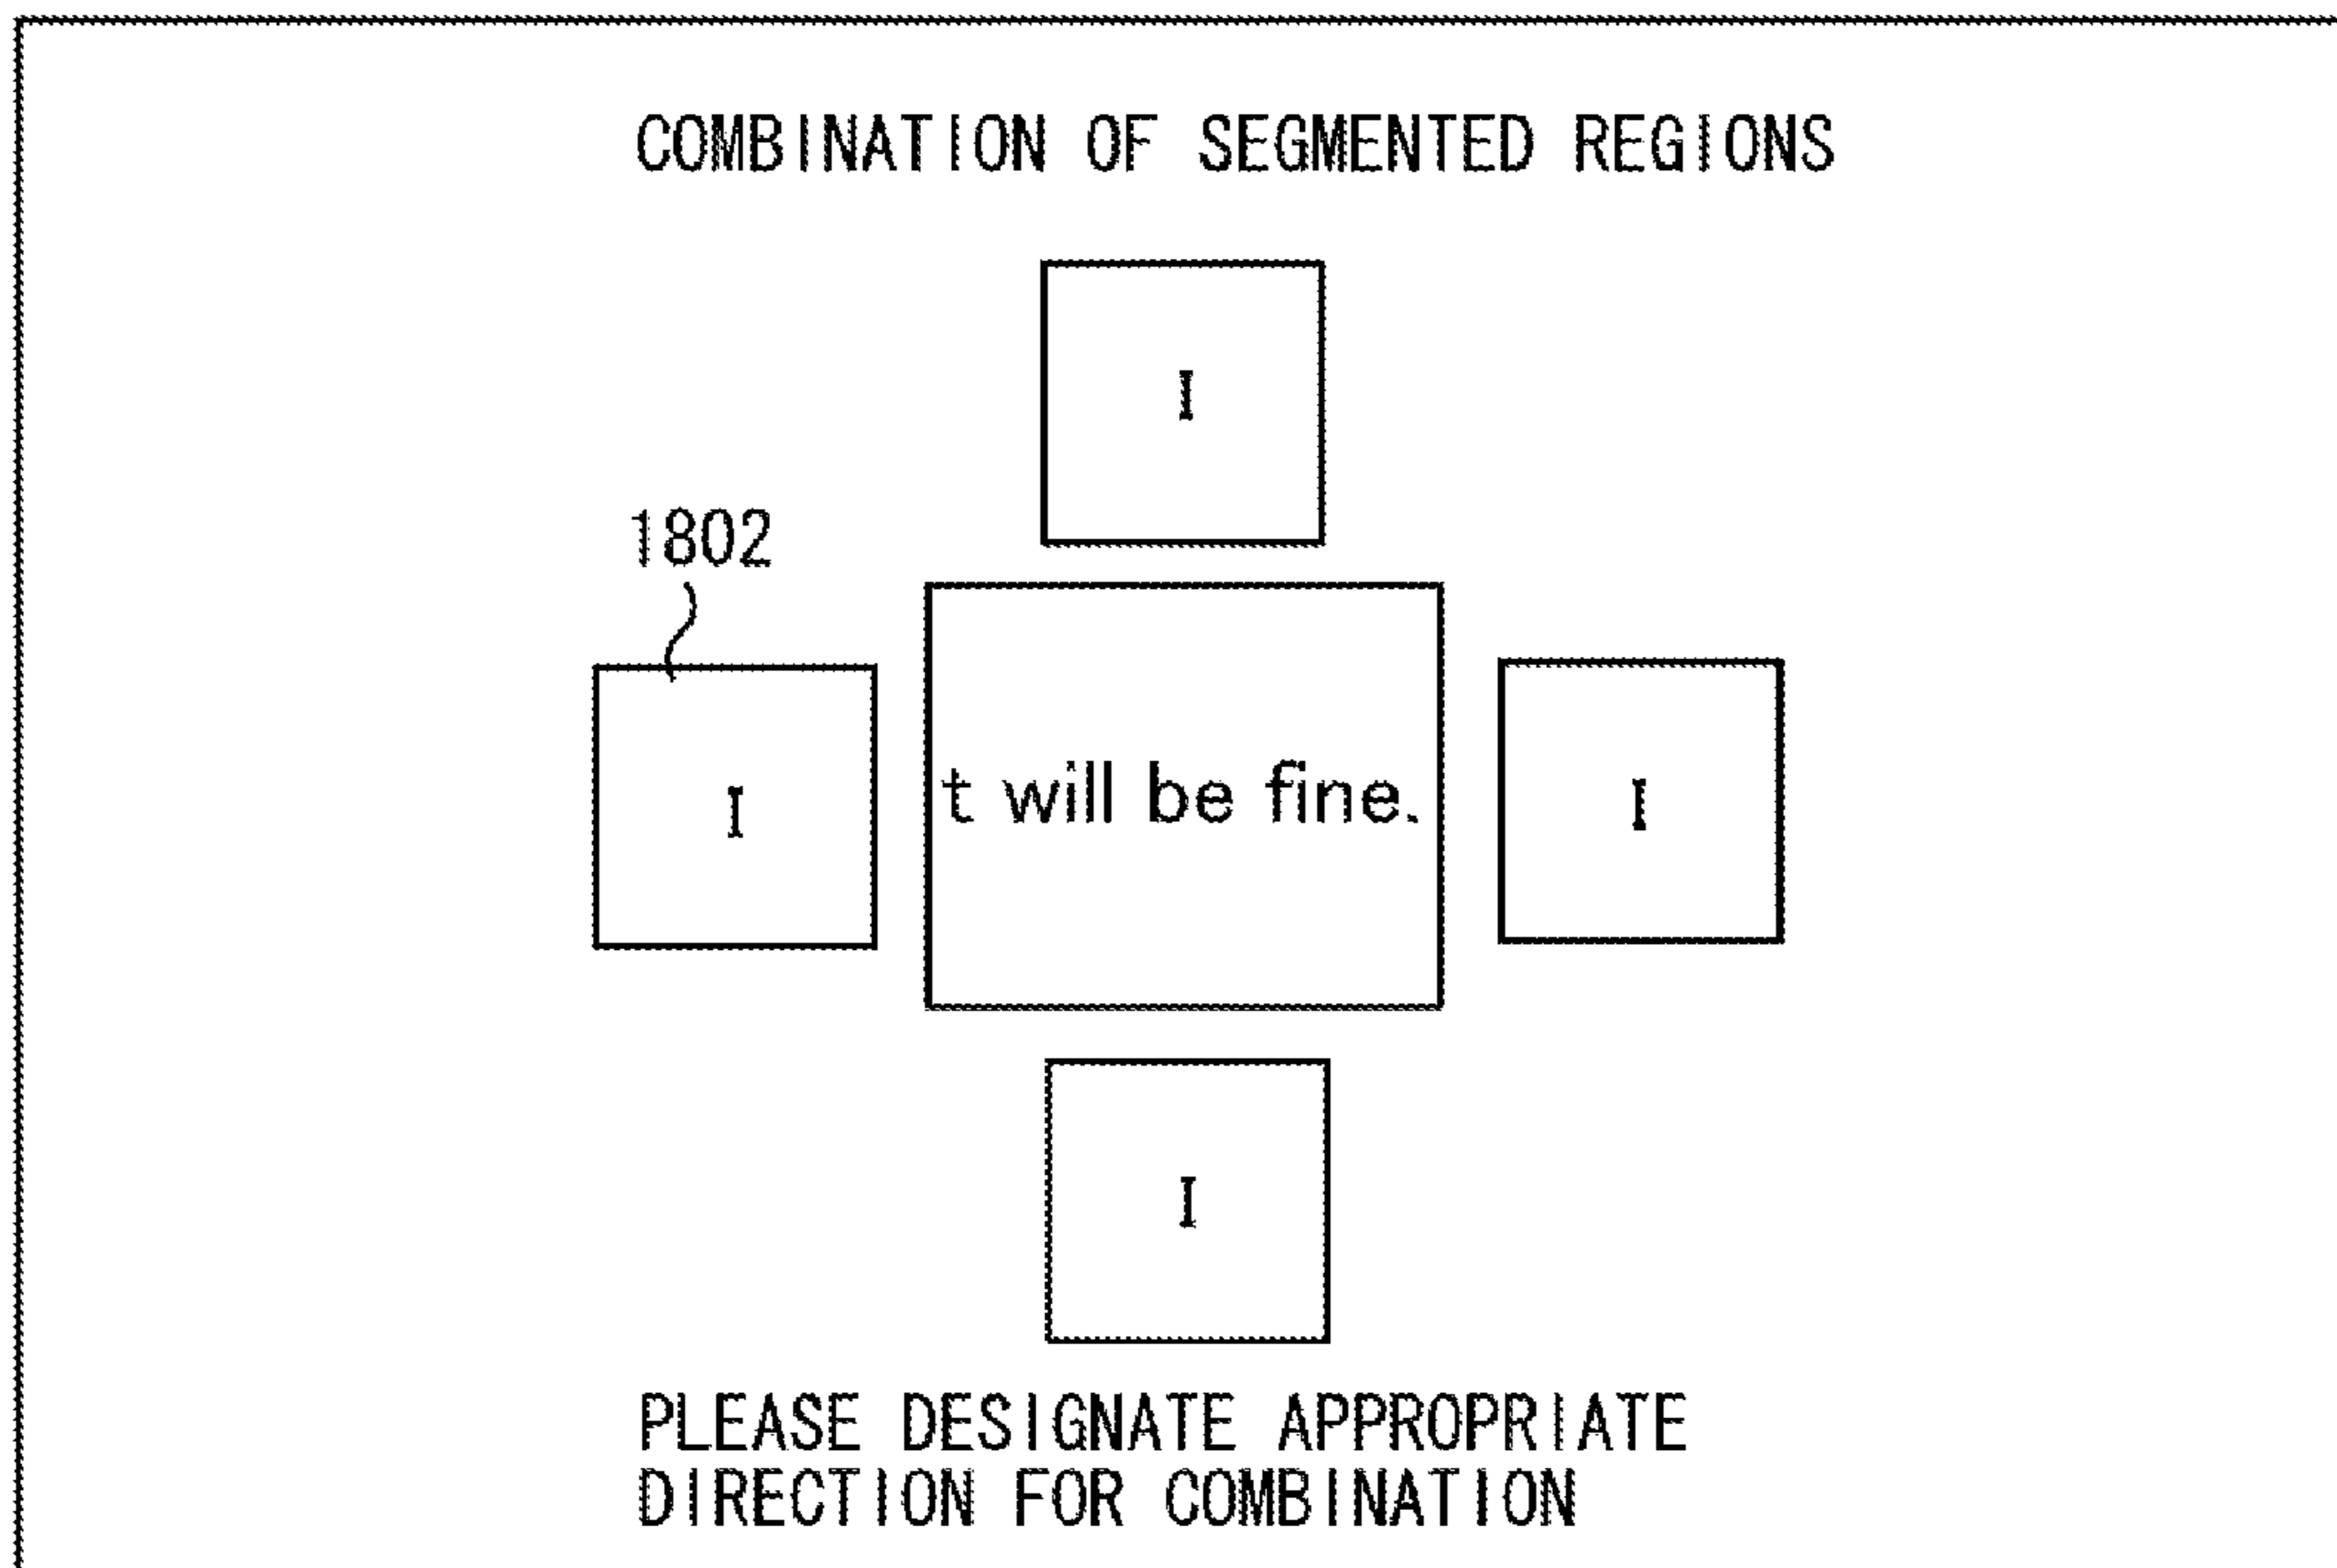 COMBINATION OF SEGMENTED REGIONS
I
1802
I
t will be fine.
I
I
PLEASE DESIGNATE APPROPRIATE
DIRECTION FOR COMBINATION